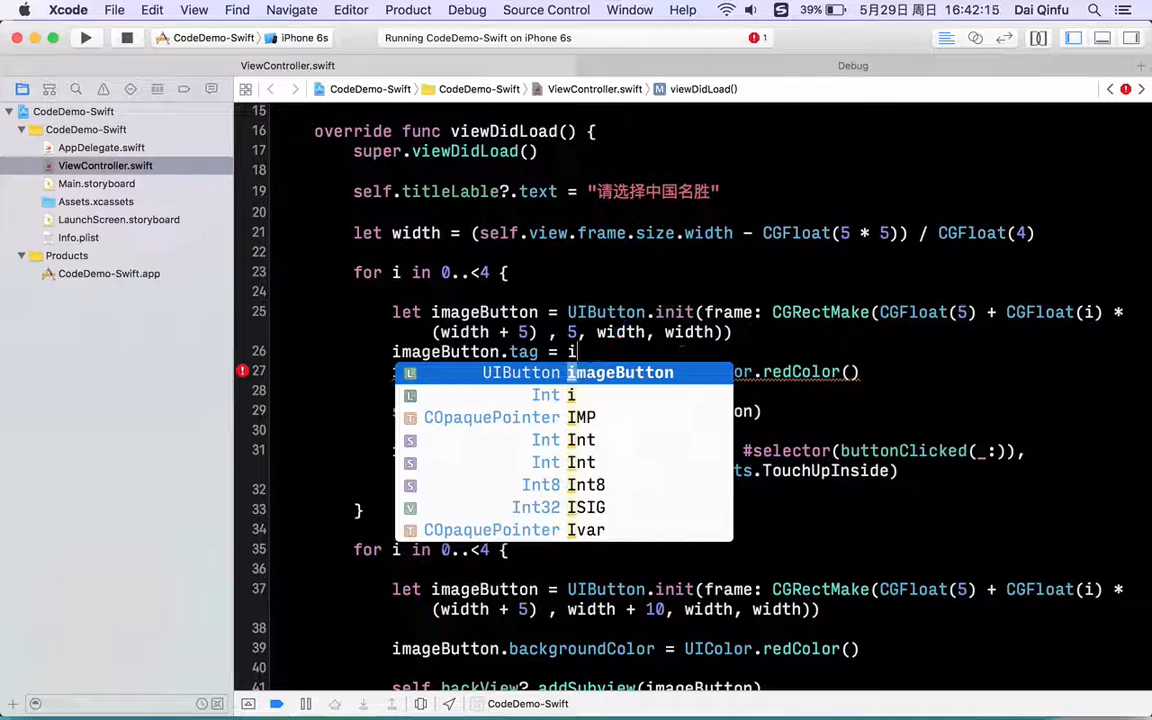 Xcode File Edit View Find Navigate Editor Product Debug Source Control Window Help 39% 5月29日 周日 16:42:15 Dai Qinfu
CodeDemo-Swift iPhone 6s Running CodeDemo-Swift on iPhone 6s 1
ViewController.swift Debug
CodeDemo-Swift CodeDemo-Swift ViewController.swift M viewDidLoad()
CodeDemo-Swift
CodeDemo-Swift
AppDelegate.swift
ViewController.swift
Main.storyboard
Assets.xcassets
LaunchScreen.storyboard
Info.plist
Products
CodeDemo-Swift.app
15
16 override func viewDidLoad() {
17 super.viewDidLoad()
18
19 self.titleLable?.text = "请选择中国名胜"
20
21 let width = (self.view.frame.size.width - CGFloat(5 * 5)) / CGFloat(4)
22
23 for i in 0..<4 {
24
25 let imageButton = UIButton.init(frame: CGRectMake(CGFloat(5) + CGFloat(i) *
(width + 5) , 5, width, width))
26 imageButton.tag = i
27 or.redColor()
L UIButton imageButton
28
L Int i
29 on)
T COpaquePointer IMP
30
S Int Int
31 #selector(buttonClicked(_:)),
S Int Int
ts.TouchUpInside)
S Int8 Int8
32
V Int32 ISIG
33 }
T COpaquePointer Ivar
34
35 for i in 0..<4 {
36
37 let imageButton = UIButton.init(frame: CGRectMake(CGFloat(5) + CGFloat(i) *
(width + 5) , width + 10, width, width))
38
39 imageButton.backgroundColor = UIColor.redColor()
40
41 self.backView?.addSubview(imageButton)
CodeDemo-Swift